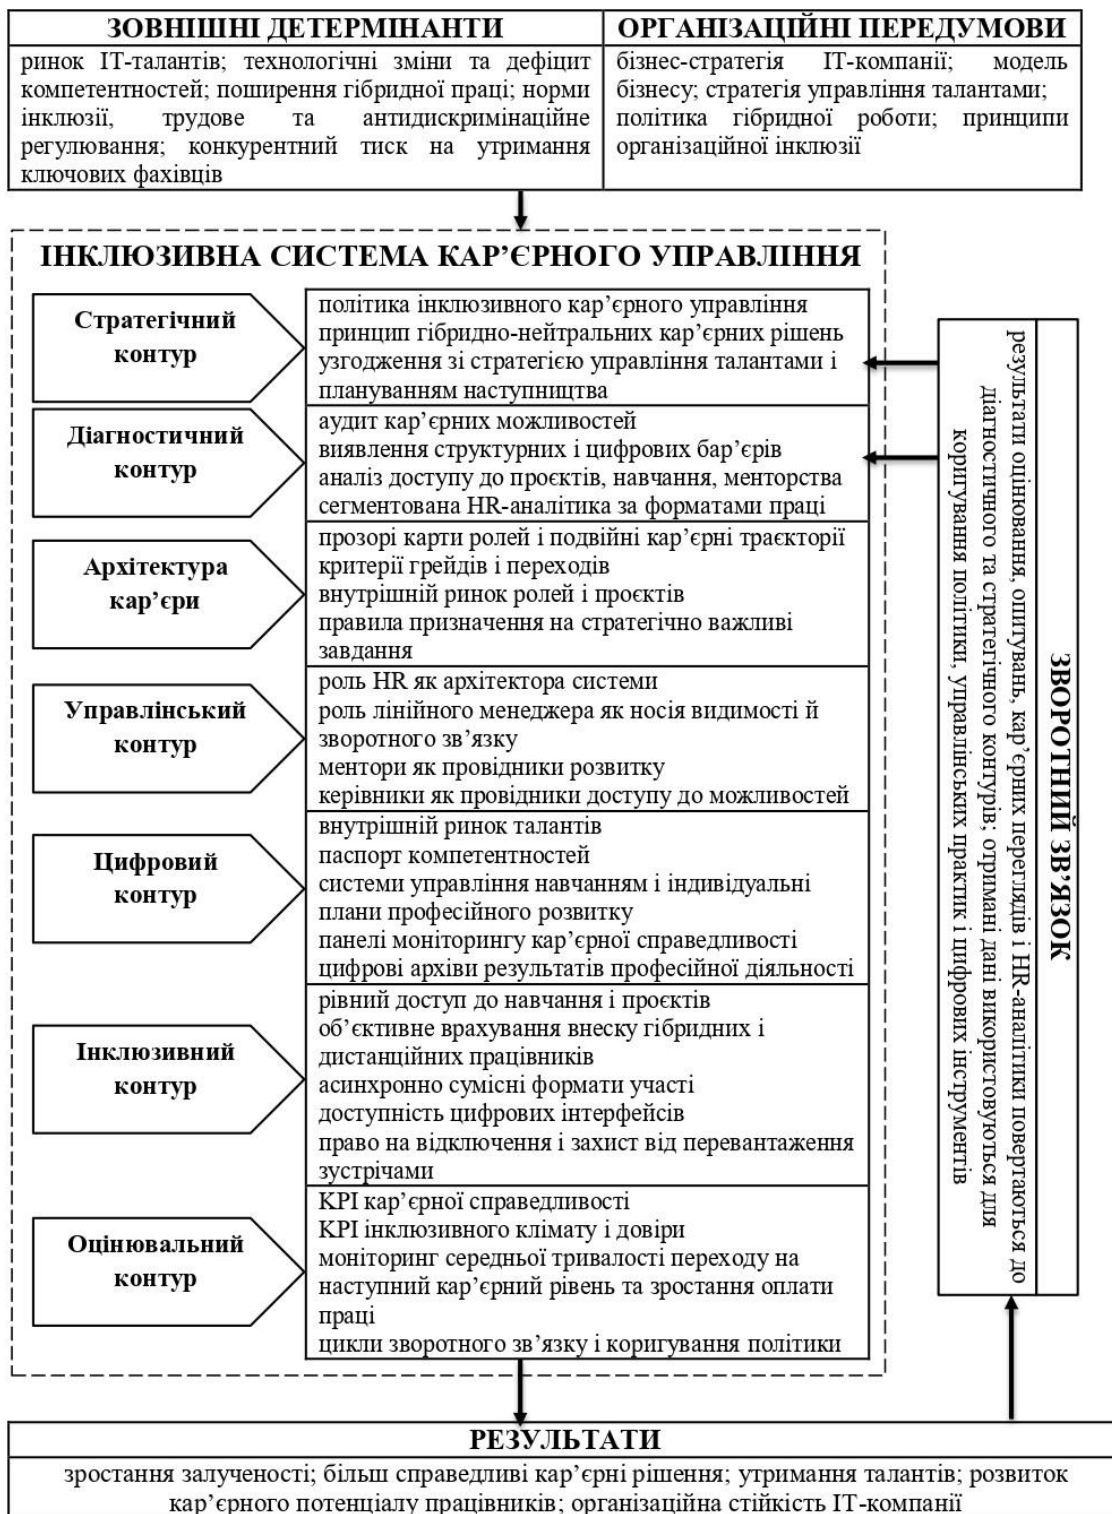 ЗОВНІШНІ ДЕТЕРМІНАНТИ
ринок ІТ-талантів; технологічні зміни та дефіцит
компетентностей; поширення гібридної праці; норми
інклюзії, трудове та антидискримінаційне
регулювання; конкурентний тиск на утримання
ключових фахівців
ОРГАНІЗАЦІЙНІ ПЕРЕДУМОВИ
бізнес-стратегія ІТ-компанії; модель
бізнесу; стратегія управління талантами;
політика гібридної роботи; принципи
організаційної інклюзії
ІНКЛЮЗИВНА СИСТЕМА КАР’ЄРНОГО УПРАВЛІННЯ
Стратегічний
контур
політика інклюзивного кар’єрного управління
принцип гібридно-нейтральних кар’єрних рішень
узгодження зі стратегією управління талантами і
плануванням наступництва
Діагностичний
контур
аудит кар’єрних можливостей
виявлення структурних і цифрових бар’єрів
аналіз доступу до проєктів, навчання, менторства
сегментована HR-аналітика за форматами праці
Архітектура
кар’єри
прозорі карти ролей і подвійні кар’єрні траєкторії
критерії грейдів і переходів
внутрішній ринок ролей і проєктів
правила призначення на стратегічно важливі
завдання
Управлінський
контур
роль HR як архітектора системи
роль лінійного менеджера як носія видимості й
зворотного зв’язку
ментори як провідники розвитку
керівники як провідники доступу до можливостей
Цифровий
контур
внутрішній ринок талантів
паспорт компетентностей
системи управління навчанням і індивідуальні
плани професійного розвитку
панелі моніторингу кар’єрної справедливості
цифрові архіви результатів професійної діяльності
Інклюзивний
контур
рівний доступ до навчання і проєктів
об’єктивне врахування внеску гібридних і
дистанційних працівників
асинхронно сумісні формати участі
доступність цифрових інтерфейсів
право на відключення і захист від перевантаження
зустрічами
Оцінювальний
контур
KPI кар’єрної справедливості
KPI інклюзивного клімату і довіри
моніторинг середньої тривалості переходу на
наступний кар’єрний рівень та зростання оплати
праці
цикли зворотного зв’язку і коригування політики
ЗВОРОТНИЙ ЗВ’ЯЗОК
результати оцінювання, опитувань, кар’єрних переглядів і HR-аналітики повертаються до
діагностичного та стратегічного контурів; отримані дані використовуються для
коригування політики, управлінських практик і цифрових інструментів
РЕЗУЛЬТАТИ
зростання залученості; більш справедливі кар’єрні рішення; утримання талантів; розвиток
кар’єрного потенціалу працівників; організаційна стійкість ІТ-компанії